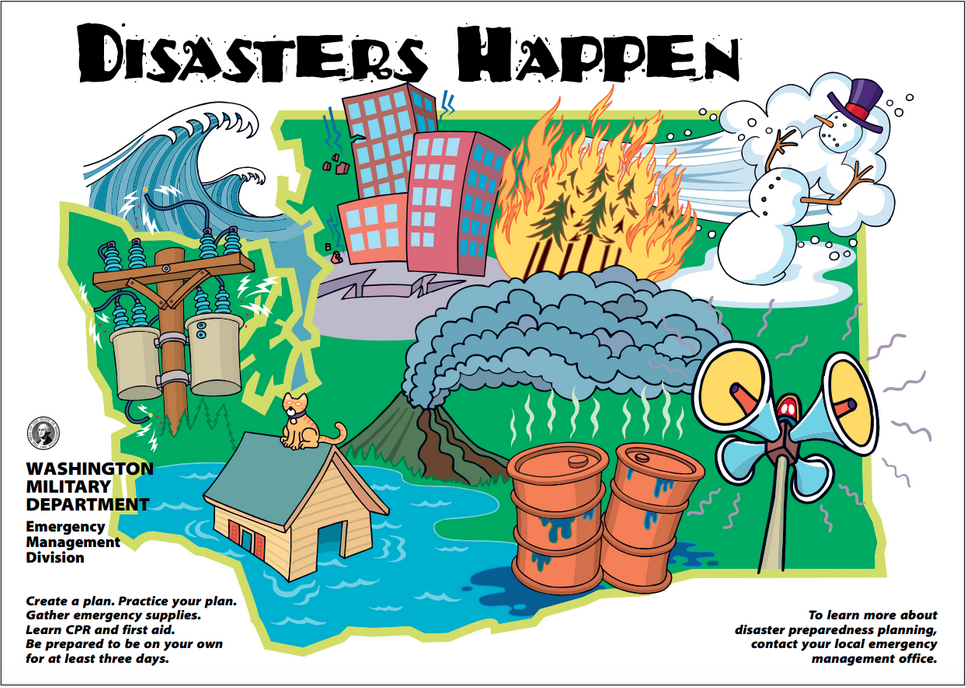 DISASTERS HAPPEN
WASHINGTON
MILITARY
DEPARTMENT
Emergency
Management
Division
Create a plan. Practice your plan.
Gather emergency supplies.
Learn CPR and first aid.
Be prepared to be on your own
for at least three days.
To learn more about
disaster preparedness planning,
contact your local emergency
management office.